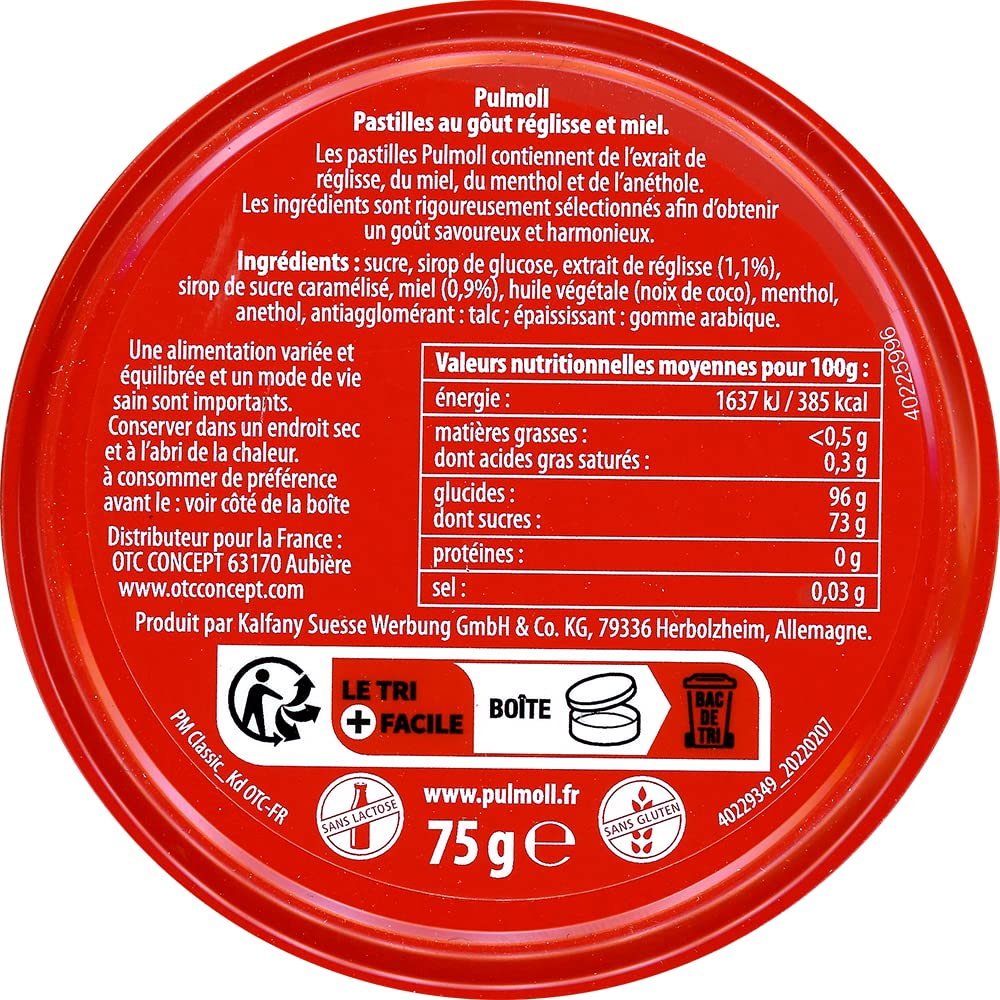 Pulmoll
Pastilles au gôut réglisse et miel.
Les pastilles Pulmoll contiennent de l'exrait de
réglisse, du miel, du menthol et de l'anéthole.
Les ingrédients sont rigoureusement sélectionnés afin d'obtenir
un goût savoureux et harmonieux.
Ingrédients : sucre, sirop de glucose, extrait de réglisse (1,1%),
sirop de sucre caramélisé, miel (0,9%), huile végétale (noix de coco), menthol,
anethol, antiagglomérant : talc ; épaississant : gomme arabique.
Une alimentation variée et
équilibrée et un mode de vie
sain sont importants.
Conserver dans un endroit sec
et à l'abri de la chaleur.
à consommer de préférence
avant le : voir côté de la boîte
Distributeur pour la France :
OTC CONCEPT 63170 Aubière
www.otcconcept.com
Valeurs nutritionnelles moyennes pour 100g :
énergie : 1637 kJ / 385 kcal
matières grasses : <0,5 g
dont acides gras saturés : 0,3 g
glucides : 96 g
dont sucres : 73 g
protéines : 0 g
sel : 0,03 g
40225996
Produit par Kalfany Suesse Werbung GmbH & Co. KG, 79336 Herbolzheim, Allemagne.
LE TRI
+ FACILE
BOÎTE
BAC
DE
TRI
PM Classic_Kd OTC-FR
SANS LACTOSE
www.pulmoll.fr
75 g e
SANS GLUTEN
40229349_20220207